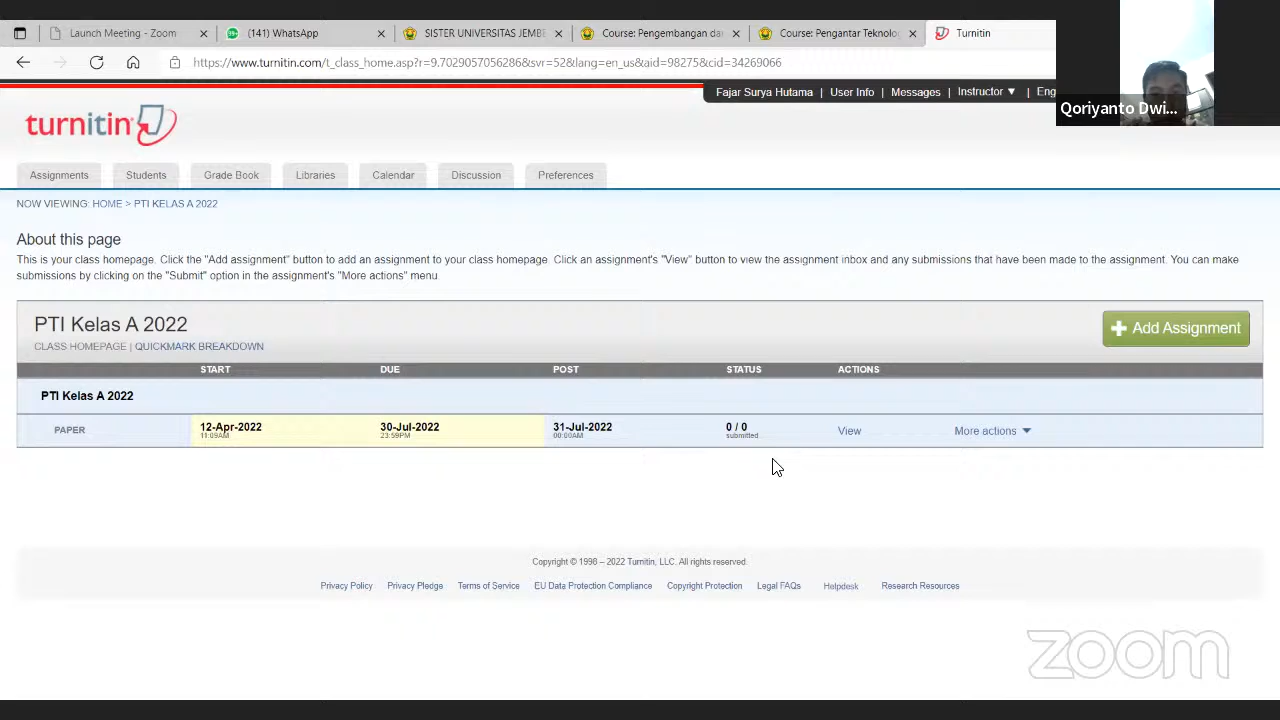 Launch Meeting - Zoom
(141) WhatsApp
SISTER UNIVERSITAS JEMBE
Course: Pengembangan da
Course: Pengantar Teknolo
Turnitin
https://www.turnitin.com/t_class_home.asp?r=9.7029057056286&svr=52&lang=en_us&aid=98275&cid=34269066
Fajar Surya Hutama | User Info | Messages | Instructor ▼ | Eng
Qoriyanto Dwi...
turnitin
Assignments
Students
Grade Book
Libraries
Calendar
Discussion
Preferences
NOW VIEWING: HOME > PTI KELAS A 2022
About this page
This is your class homepage. Click the "Add assignment" button to add an assignment to your class homepage. Click an assignment's "View" button to view the assignment inbox and any submissions that have been made to the assignment. You can make
submissions by clicking on the "Submit" option in the assignment's "More actions" menu.
PTI Kelas A 2022
Add Assignment
CLASS HOMEPAGE | QUICKMARK BREAKDOWN
START DUE POST STATUS ACTIONS
PTI Kelas A 2022
PAPER 12-Apr-2022 30-Jul-2022 31-Jul-2022 0 / 0 View More actions
11:09AM 23:59PM 00:00AM submitted
Copyright © 1998 – 2022 Turnitin, LLC. All rights reserved.
Privacy Policy Privacy Pledge Terms of Service EU Data Protection Compliance Copyright Protection Legal FAQs Helpdesk Research Resources
zoom